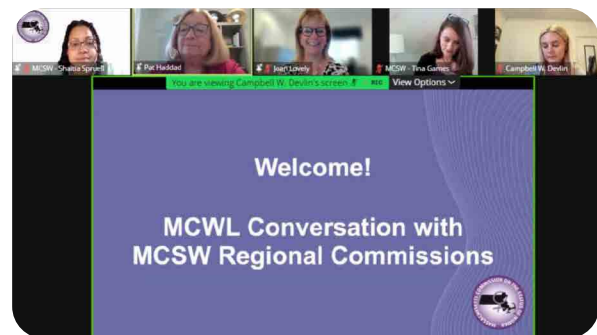 MCSW - Shaitia Spruell
Pat Haddad
Joan Lovely
MCSW - Tina Games
Campbell W. Devlin
You are viewing Campbell W. Devlin's screen
REC
View Options
Welcome!
MCWL Conversation with
MCSW Regional Commissions